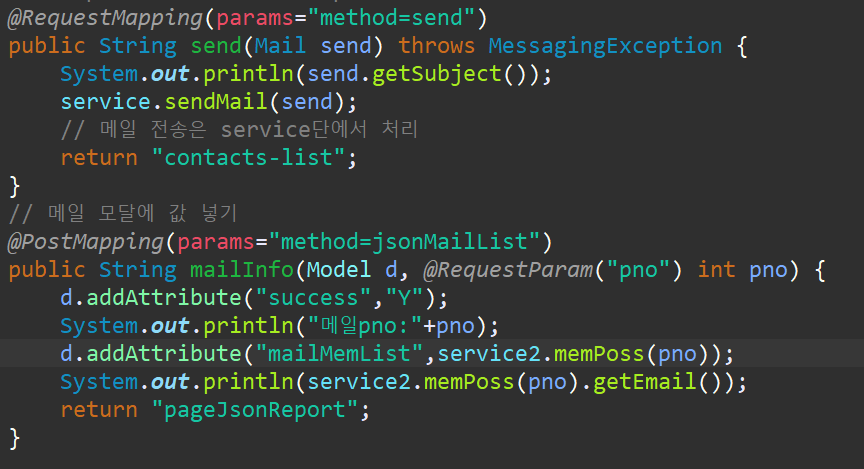 @RequestMapping(params="method=send")
public String send(Mail send) throws MessagingException {
    System.out.println(send.getSubject());
    service.sendMail(send);
    // 메일 전송은 service단에서 처리
    return "contacts-list";
}
// 메일 모달에 값 넣기
@PostMapping(params="method=jsonMailList")
public String mailInfo(Model d, @RequestParam("pno") int pno) {
    d.addAttribute("success","Y");
    System.out.println("메일pno:"+pno);
    d.addAttribute("mailMemList",service2.memPoss(pno));
    System.out.println(service2.memPoss(pno).getEmail());
    return "pageJsonReport";
}